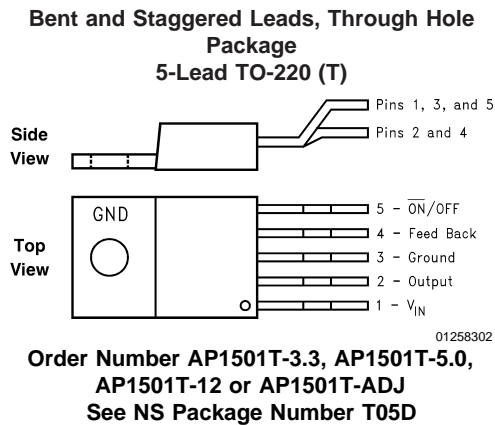 Bent and Staggered Leads, Through Hole
Package
5-Lead TO-220 (T)
Side
View
Pins 1, 3, and 5
Pins 2 and 4
Top
View
GND
5 - O̅N̅/OFF
4 - Feed Back
3 - Ground
2 - Output
1 - VIN
01258302
Order Number AP1501T-3.3, AP1501T-5.0,
AP1501T-12 or AP1501T-ADJ
See NS Package Number T05D